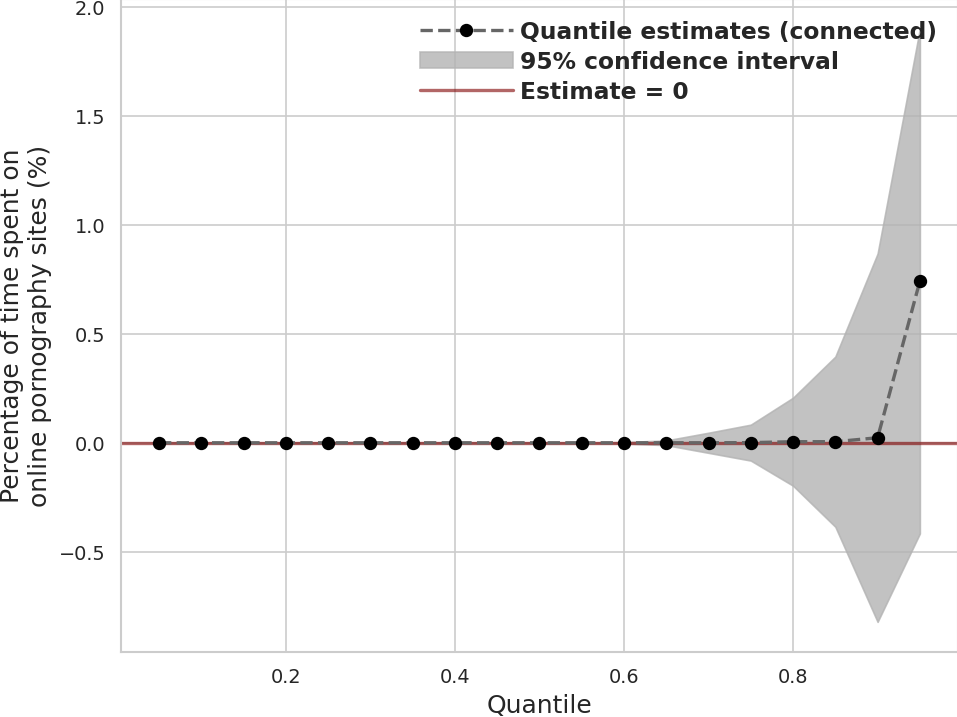 2.0
1.5
1.0
0.5
0.0
−0.5
Percentage of time spent on
online pornography sites (%)
Quantile estimates (connected)
95% confidence interval
Estimate = 0
0.2
0.4
0.6
0.8
Quantile